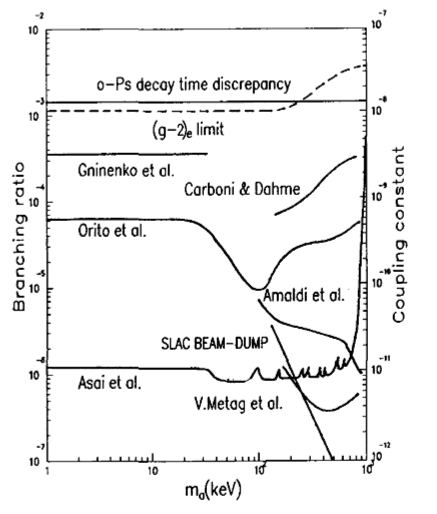 10⁻²
10⁻⁷
o-Ps decay time discrepancy
10⁻³
10⁻⁸
(g-2)e limit
Gninenko et al.
Carboni & Dahme
10⁻⁴
10⁻⁹
Orito et al.
Branching ratio
Coupling constant
10⁻⁵
10⁻¹⁰
Amaldi et al.
SLAC BEAM-DUMP
10⁻⁶
10⁻¹¹
Asai et al.
V.Metag et al.
10⁻⁷
10⁻¹²
1 10 10² 10³
mₐ(keV)